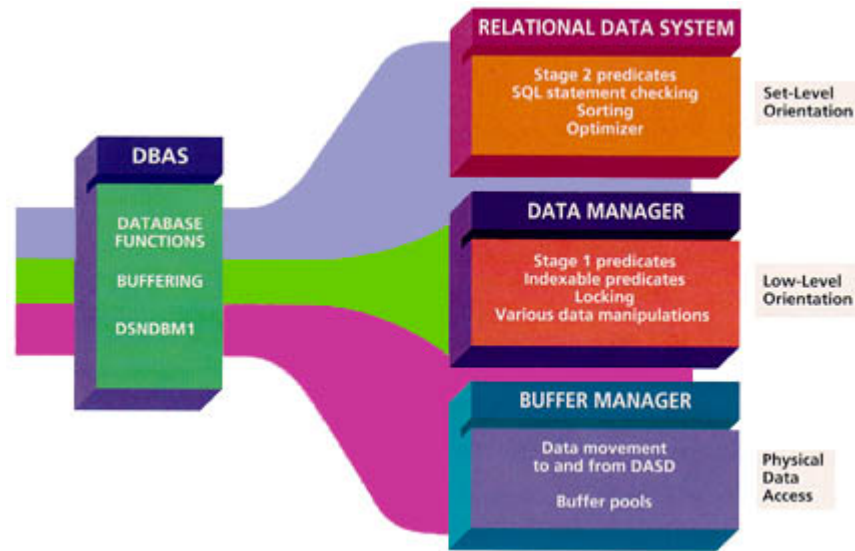 DBAS
DATABASE
FUNCTIONS
BUFFERING
DSNDBM1
RELATIONAL DATA SYSTEM
Stage 2 predicates
SQL statement checking
Sorting
Optimizer
Set-Level
Orientation
DATA MANAGER
Stage 1 predicates
Indexable predicates
Locking
Various data manipulations
Low-Level
Orientation
BUFFER MANAGER
Data movement
to and from DASD
Buffer pools
Physical
Data
Access